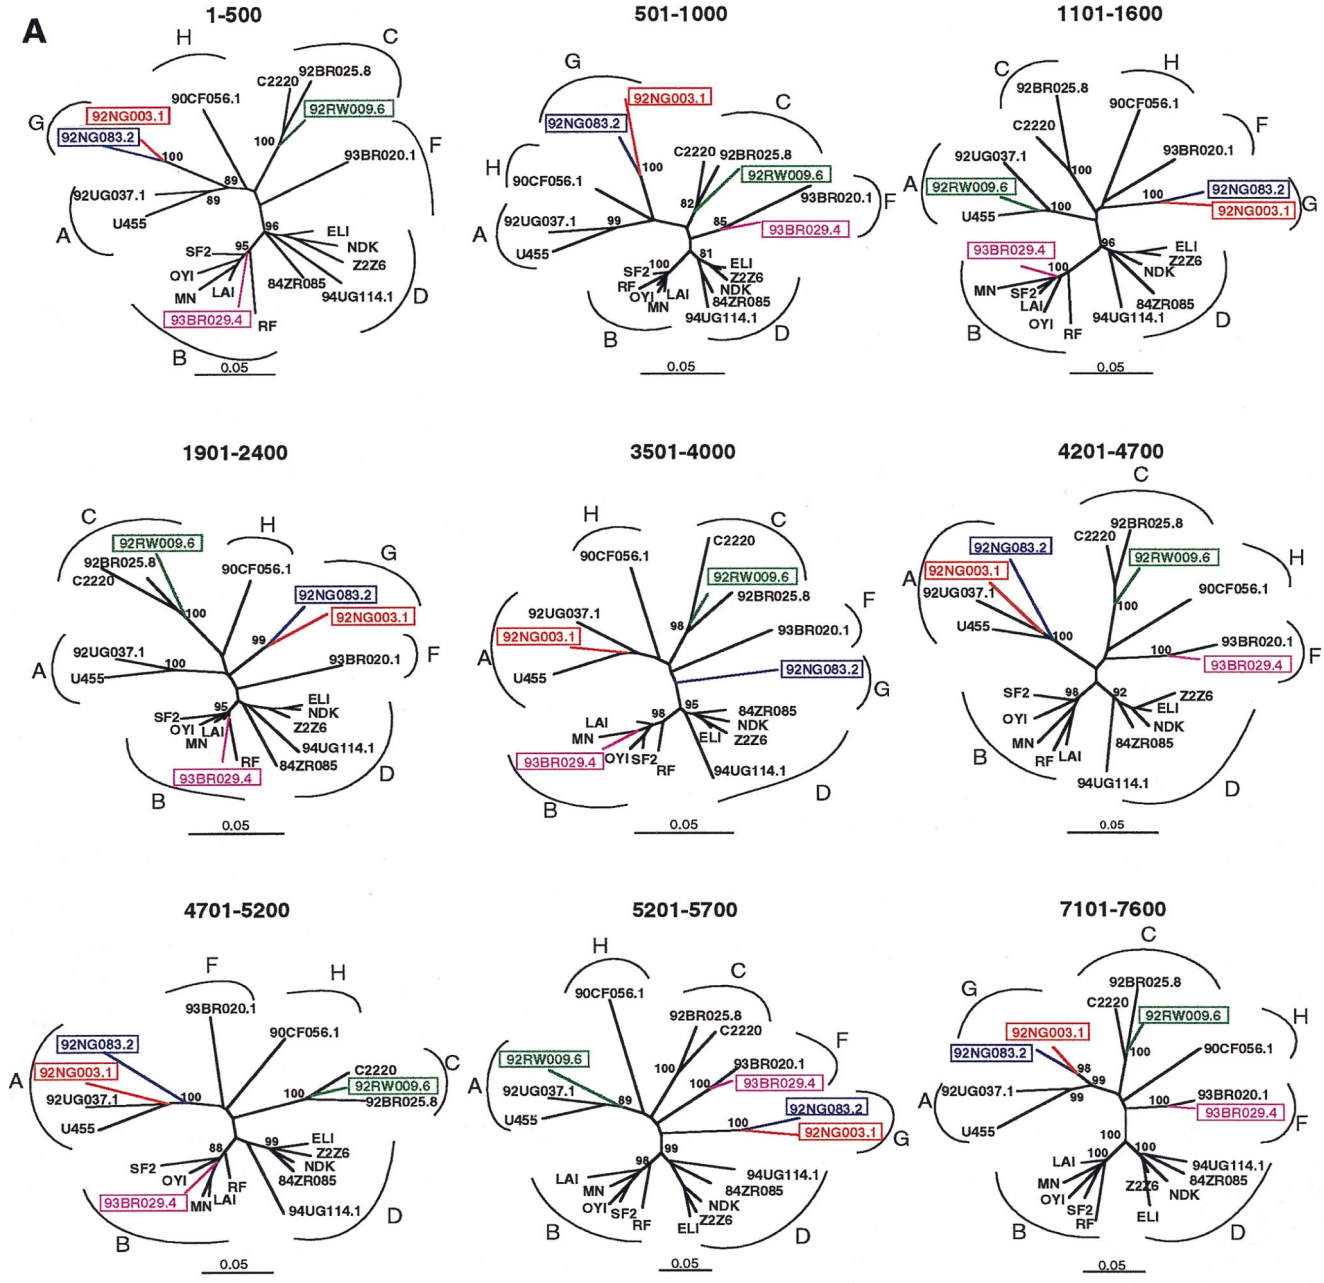 A
1-500
H
C
92BR025.8
C2220
90CF056.1
92NG003.1
92RW009.6
G
92NG083.2
F
100
100
93BR020.1
89
92UG037.1
89
U455
A
96
ELI
95
NDK
SF2
Z2Z6
OYI
84ZR085
MN
LAI
94UG114.1
D
93BR029.4
RF
B
0.05
501-1000
G
92NG003.1
C
92NG083.2
C2220
92BR025.8
H
100
92RW009.6
90CF056.1
93BR020.1
F
82
99
85
92UG037.1
93BR029.4
A
U455
81
ELI
100
SF2
Z2Z6
RF
NDK
OYI
LAI
84ZR085
MN
94UG114.1
B
D
0.05
1101-1600
C
H
92BR025.8
90CF056.1
C2220
F
92UG037.1
93BR020.1
100
A
92RW009.6
100
92NG083.2
100
G
U455
92NG003.1
93BR029.4
96
ELI
Z2Z6
100
NDK
MN
SF2
84ZR085
LAI
OYI
94UG114.1
D
B
RF
0.05
1901-2400
C
H
92RW009.6
G
92BR025.8
90CF056.1
C2220
92NG083.2
100
92NG003.1
99
92UG037.1
93BR020.1
F
100
A
U455
ELI
95
NDK
SF2
OYI
LAI
Z2Z6
MN
94UG114.1
RF
84ZR085
93BR029.4
D
B
0.05
3501-4000
H
C
C2220
90CF056.1
92RW009.6
92BR025.8
F
92UG037.1
98
93BR020.1
92NG003.1
A
92NG083.2
U455
G
98
95
84ZR085
LAI
NDK
MN
ELI
Z2Z6
93BR029.4
OYI
SF2
RF
94UG114.1
B
D
0.05
4201-4700
C
92BR025.8
C2220
92NG083.2
92RW009.6
H
92NG003.1
A
92UG037.1
90CF056.1
100
U455
100
93BR020.1
100
93BR029.4
F
SF2
98
92
Z2Z6
ELI
OYI
NDK
MN
84ZR085
RF
LAI
B
94UG114.1
D
0.05
4701-5200
F
H
93BR020.1
90CF056.1
92NG083.2
C
92NG003.1
C2220
A
92RW009.6
100
100
92UG037.1
92BR025.8
U455
ELI
88
99
Z2Z6
SF2
NDK
OYI
84ZR085
RF
93BR029.4
MN
LAI
94UG114.1
D
B
0.05
5201-5700
H
C
90CF056.1
92BR025.8
C2220
F
92RW009.6
93BR020.1
100
100
93BR029.4
A
92UG037.1
89
92NG083.2
U455
100
92NG003.1
G
98
99
LAI
94UG114.1
MN
84ZR085
OYI
SF2
NDK
RF
Z2Z6
ELI
B
D
0.05
7101-7600
C
G
92BR025.8
C2220
92RW009.6
H
92NG003.1
92NG083.2
100
90CF056.1
98
99
92UG037.1
99
93BR020.1
100
A
93BR029.4
F
U455
100
100
100
LAI
94UG114.1
MN
84ZR085
Z2Z6
OYI
NDK
SF2
RF
ELI
B
D
0.05